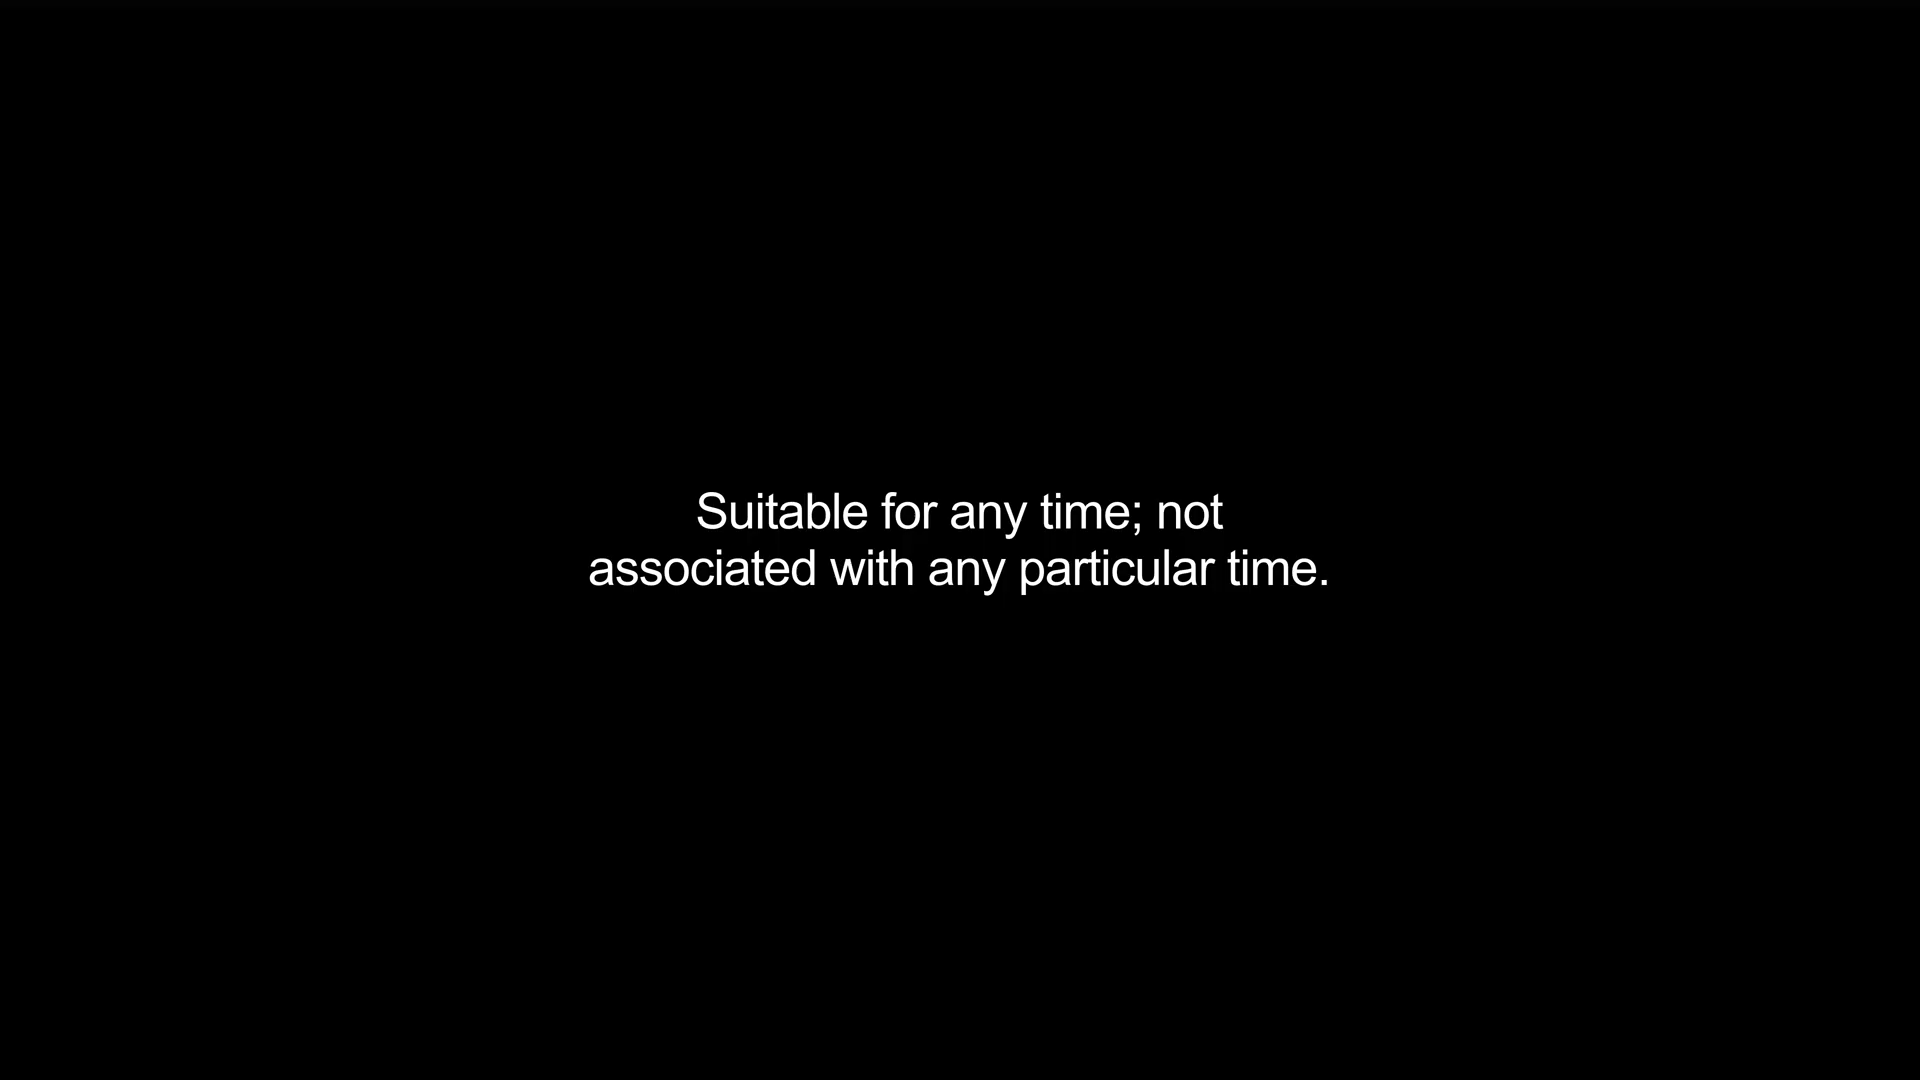 Suitable for any time; not
associated with any particular time.